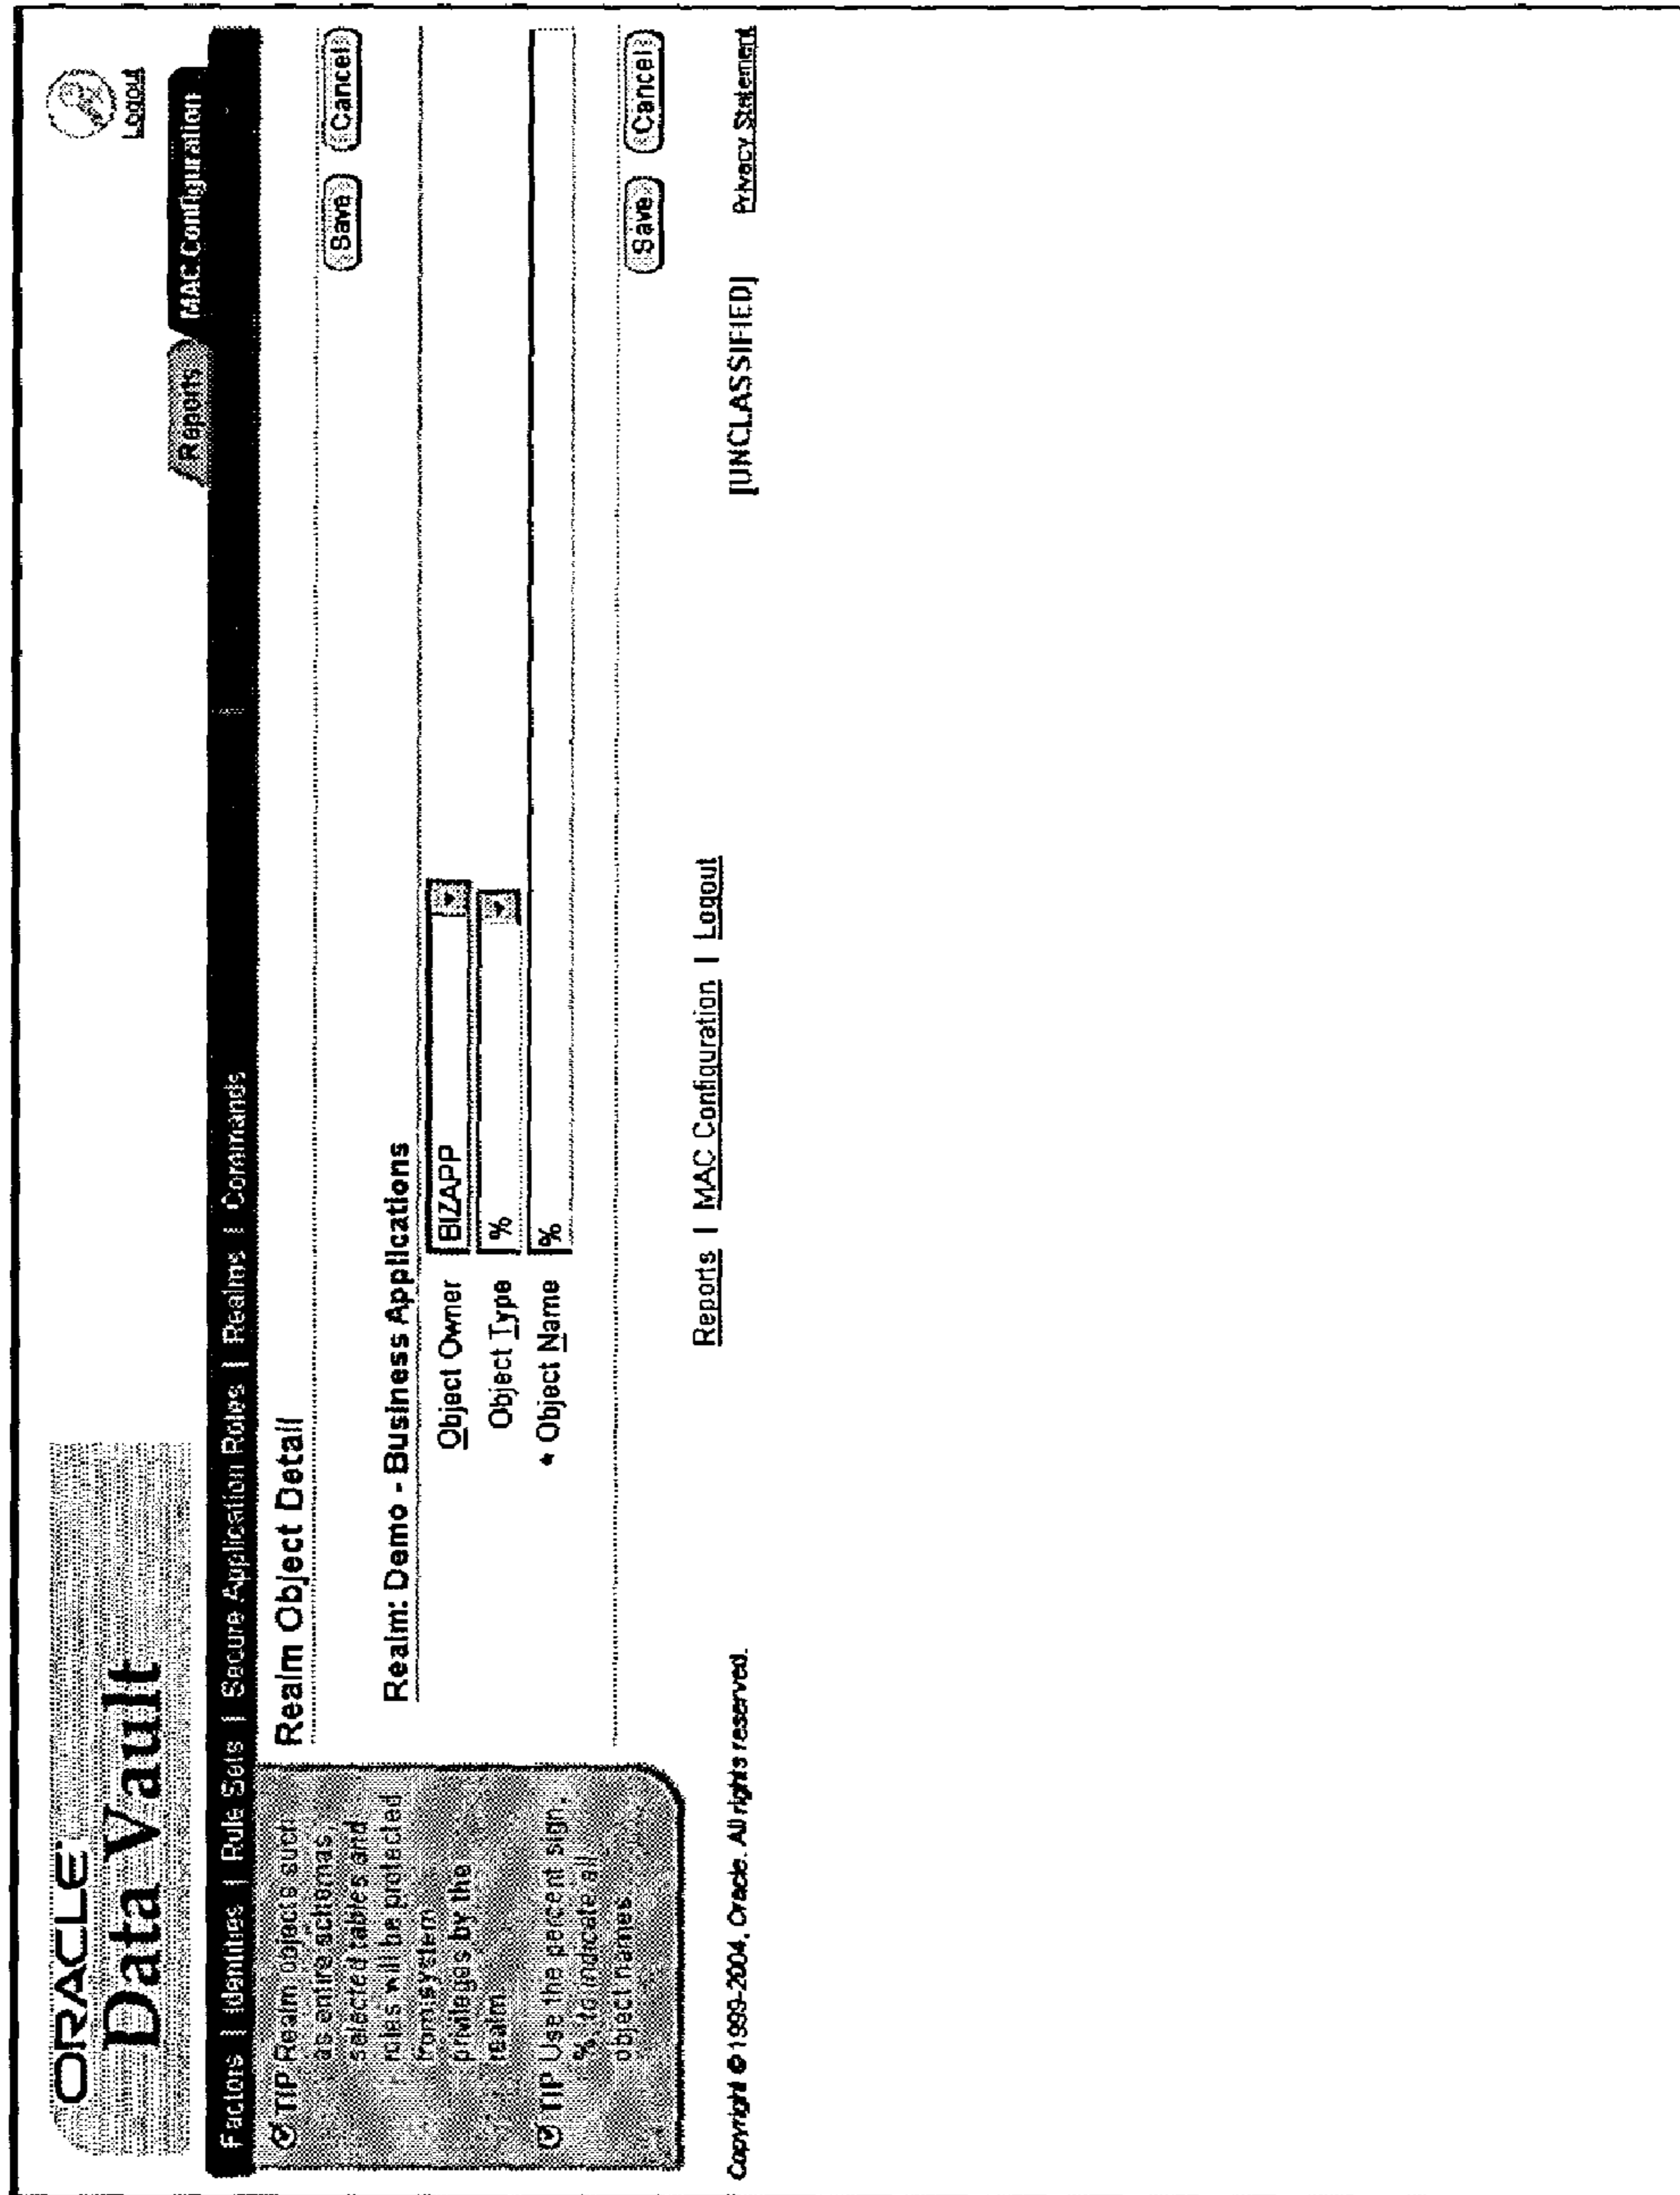 ORACLE
Data Vault
Logout
Reports
MAC Configuration
Factors | Identities | Rule Sets | Secure Application Roles | Realms | Commands
TIP Realm objects such
as entire schemas,
selected tables and
roles will be protected
from system
privileges by the
realm.
TIP Use the percent sign,
%, to indicate all
object names.
Realm Object Detail
Save Cancel
Realm: Demo - Business Applications
Object Owner BIZAPP
Object Type %
* Object Name %
Save Cancel
Reports | MAC Configuration | Logout
Copyright © 1999-2004, Oracle. All rights reserved.
[UNCLASSIFIED]
Privacy Statement